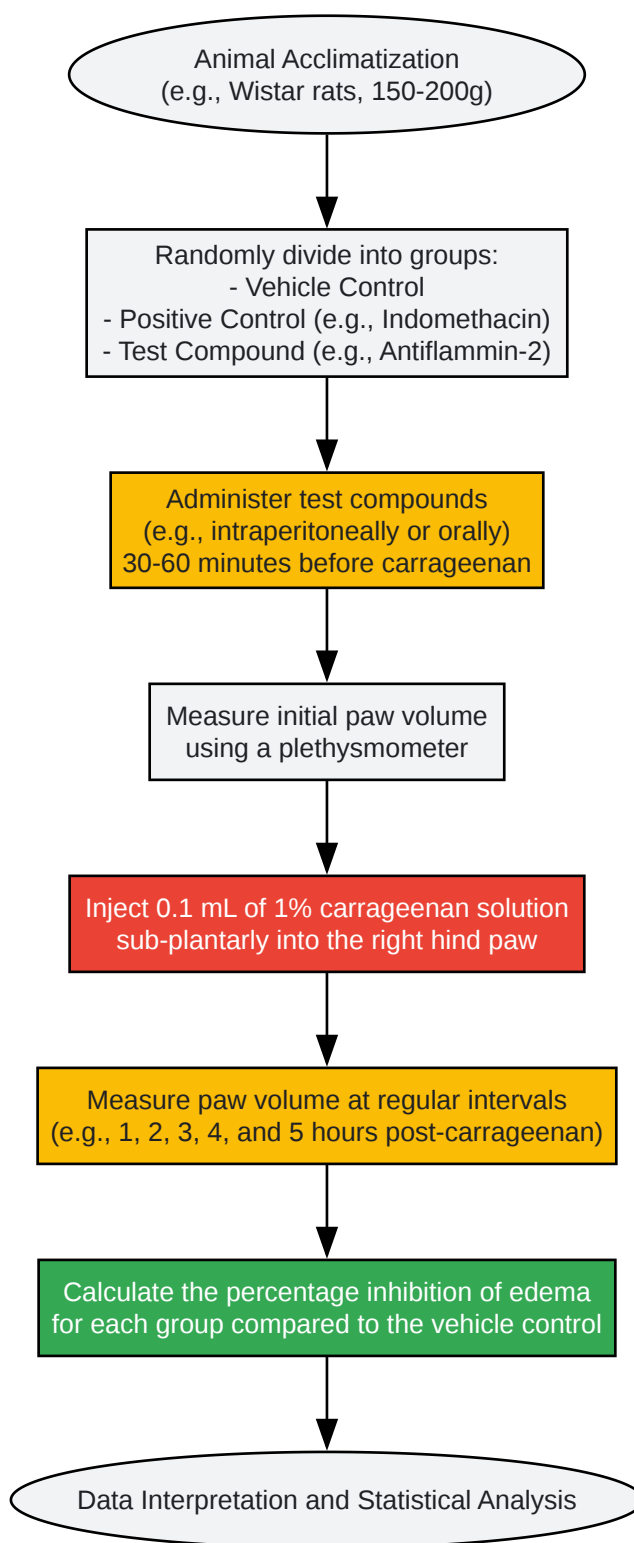 Animal Acclimatization
(e.g., Wistar rats, 150-200g)
Randomly divide into groups:
- Vehicle Control
- Positive Control (e.g., Indomethacin)
- Test Compound (e.g., Antiflammin-2)
Administer test compounds
(e.g., intraperitoneally or orally)
30-60 minutes before carrageenan
Measure initial paw volume
using a plethysmometer
Inject 0.1 mL of 1% carrageenan solution
sub-plantarly into the right hind paw
Measure paw volume at regular intervals
(e.g., 1, 2, 3, 4, and 5 hours post-carrageenan)
Calculate the percentage inhibition of edema
for each group compared to the vehicle control
Data Interpretation and Statistical Analysis